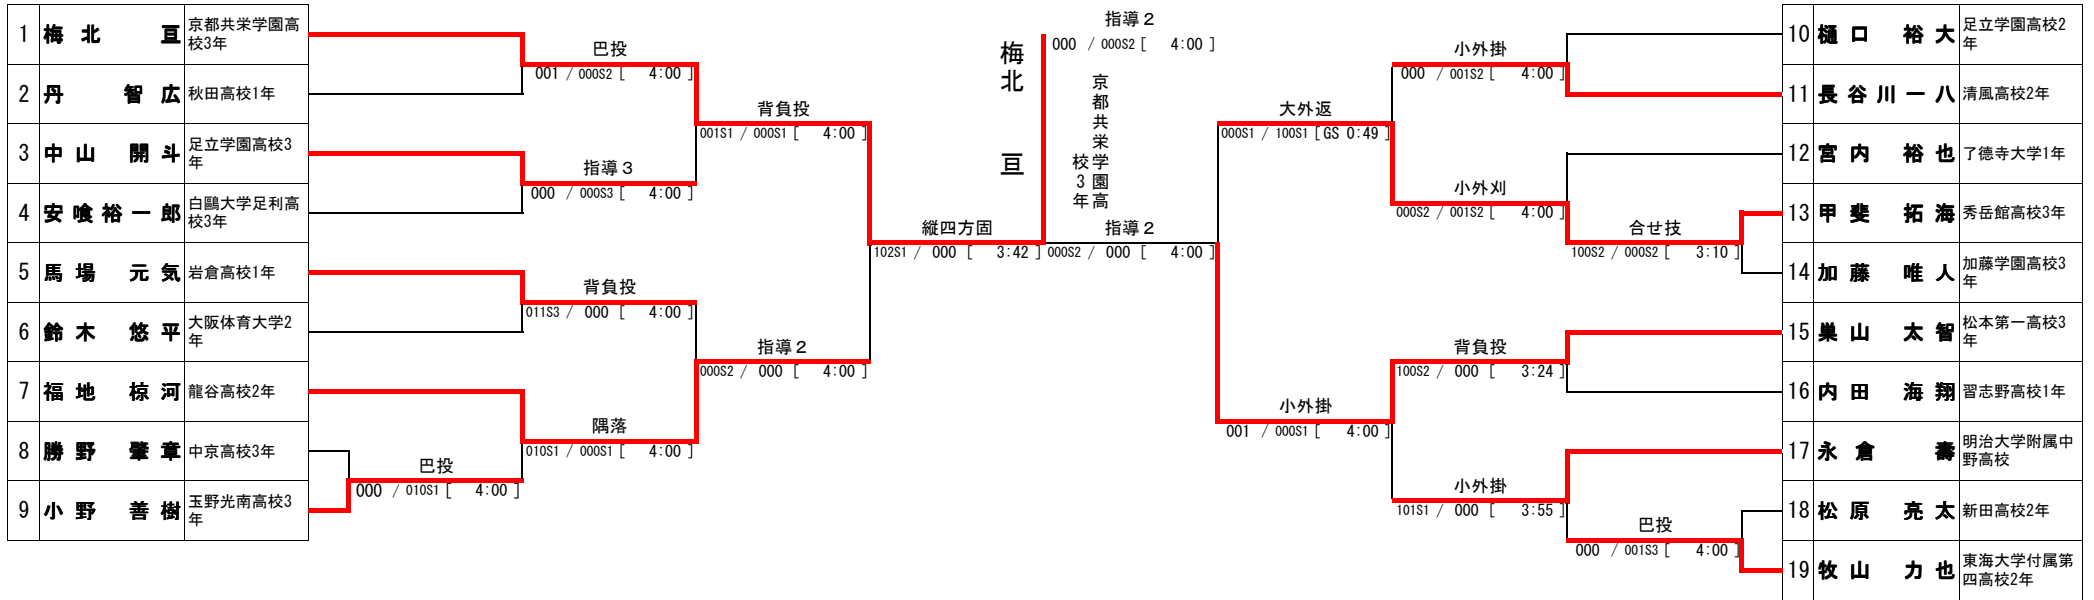 1 梅北 亘 京都共栄学園高
校3年
2 丹 智広 秋田高校1年
3 中山 開斗 足立学園高校3
年
4 安喰裕一郎 白鷗大学足利高
校3年
5 馬場 元気 岩倉高校1年
6 鈴木 悠平 大阪体育大学2
年
7 福地 椋河 龍谷高校2年
8 勝野 肇章 中京高校3年
9 小野 善樹 玉野光南高校3
年
巴投
001 / 000S2 [ 4:00 ]
指導3
000 / 000S3 [ 4:00 ]
背負投
011S3 / 000 [ 4:00 ]
隅落
010S1 / 000S1 [ 4:00 ]
巴投
000 / 010S1 [ 4:00 ]
背負投
001S1 / 000S1 [ 4:00 ]
指導2
000S2 / 000 [ 4:00 ]
縦四方固
102S1 / 000 [ 3:42 ]
梅北 亘
指導2
000 / 000S2 [ 4:00 ]
京都共栄学園高
校3年
指導2
000S2 / 000 [ 4:00 ]
大外返
000S1 / 100S1 [GS 0:49 ]
小外掛
001 / 000S1 [ 4:00 ]
小外掛
000 / 001S2 [ 4:00 ]
小外刈
000S2 / 001S2 [ 4:00 ]
合せ技
100S2 / 000S2 [ 3:10 ]
背負投
100S2 / 000 [ 3:24 ]
小外掛
101S1 / 000 [ 3:55 ]
巴投
000 / 001S3 [ 4:00 ]
10 樋口 裕大 足立学園高校2
年
11 長谷川一八 清風高校2年
12 宮内 裕也 了徳寺大学1年
13 甲斐 拓海 秀岳館高校3年
14 加藤 唯人 加藤学園高校3
年
15 巣山 太智 松本第一高校3
年
16 内田 海翔 習志野高校1年
17 永倉 壽 明治大学附属中
野高校
18 松原 亮太 新田高校2年
19 牧山 力也 東海大学付属第
四高校2年